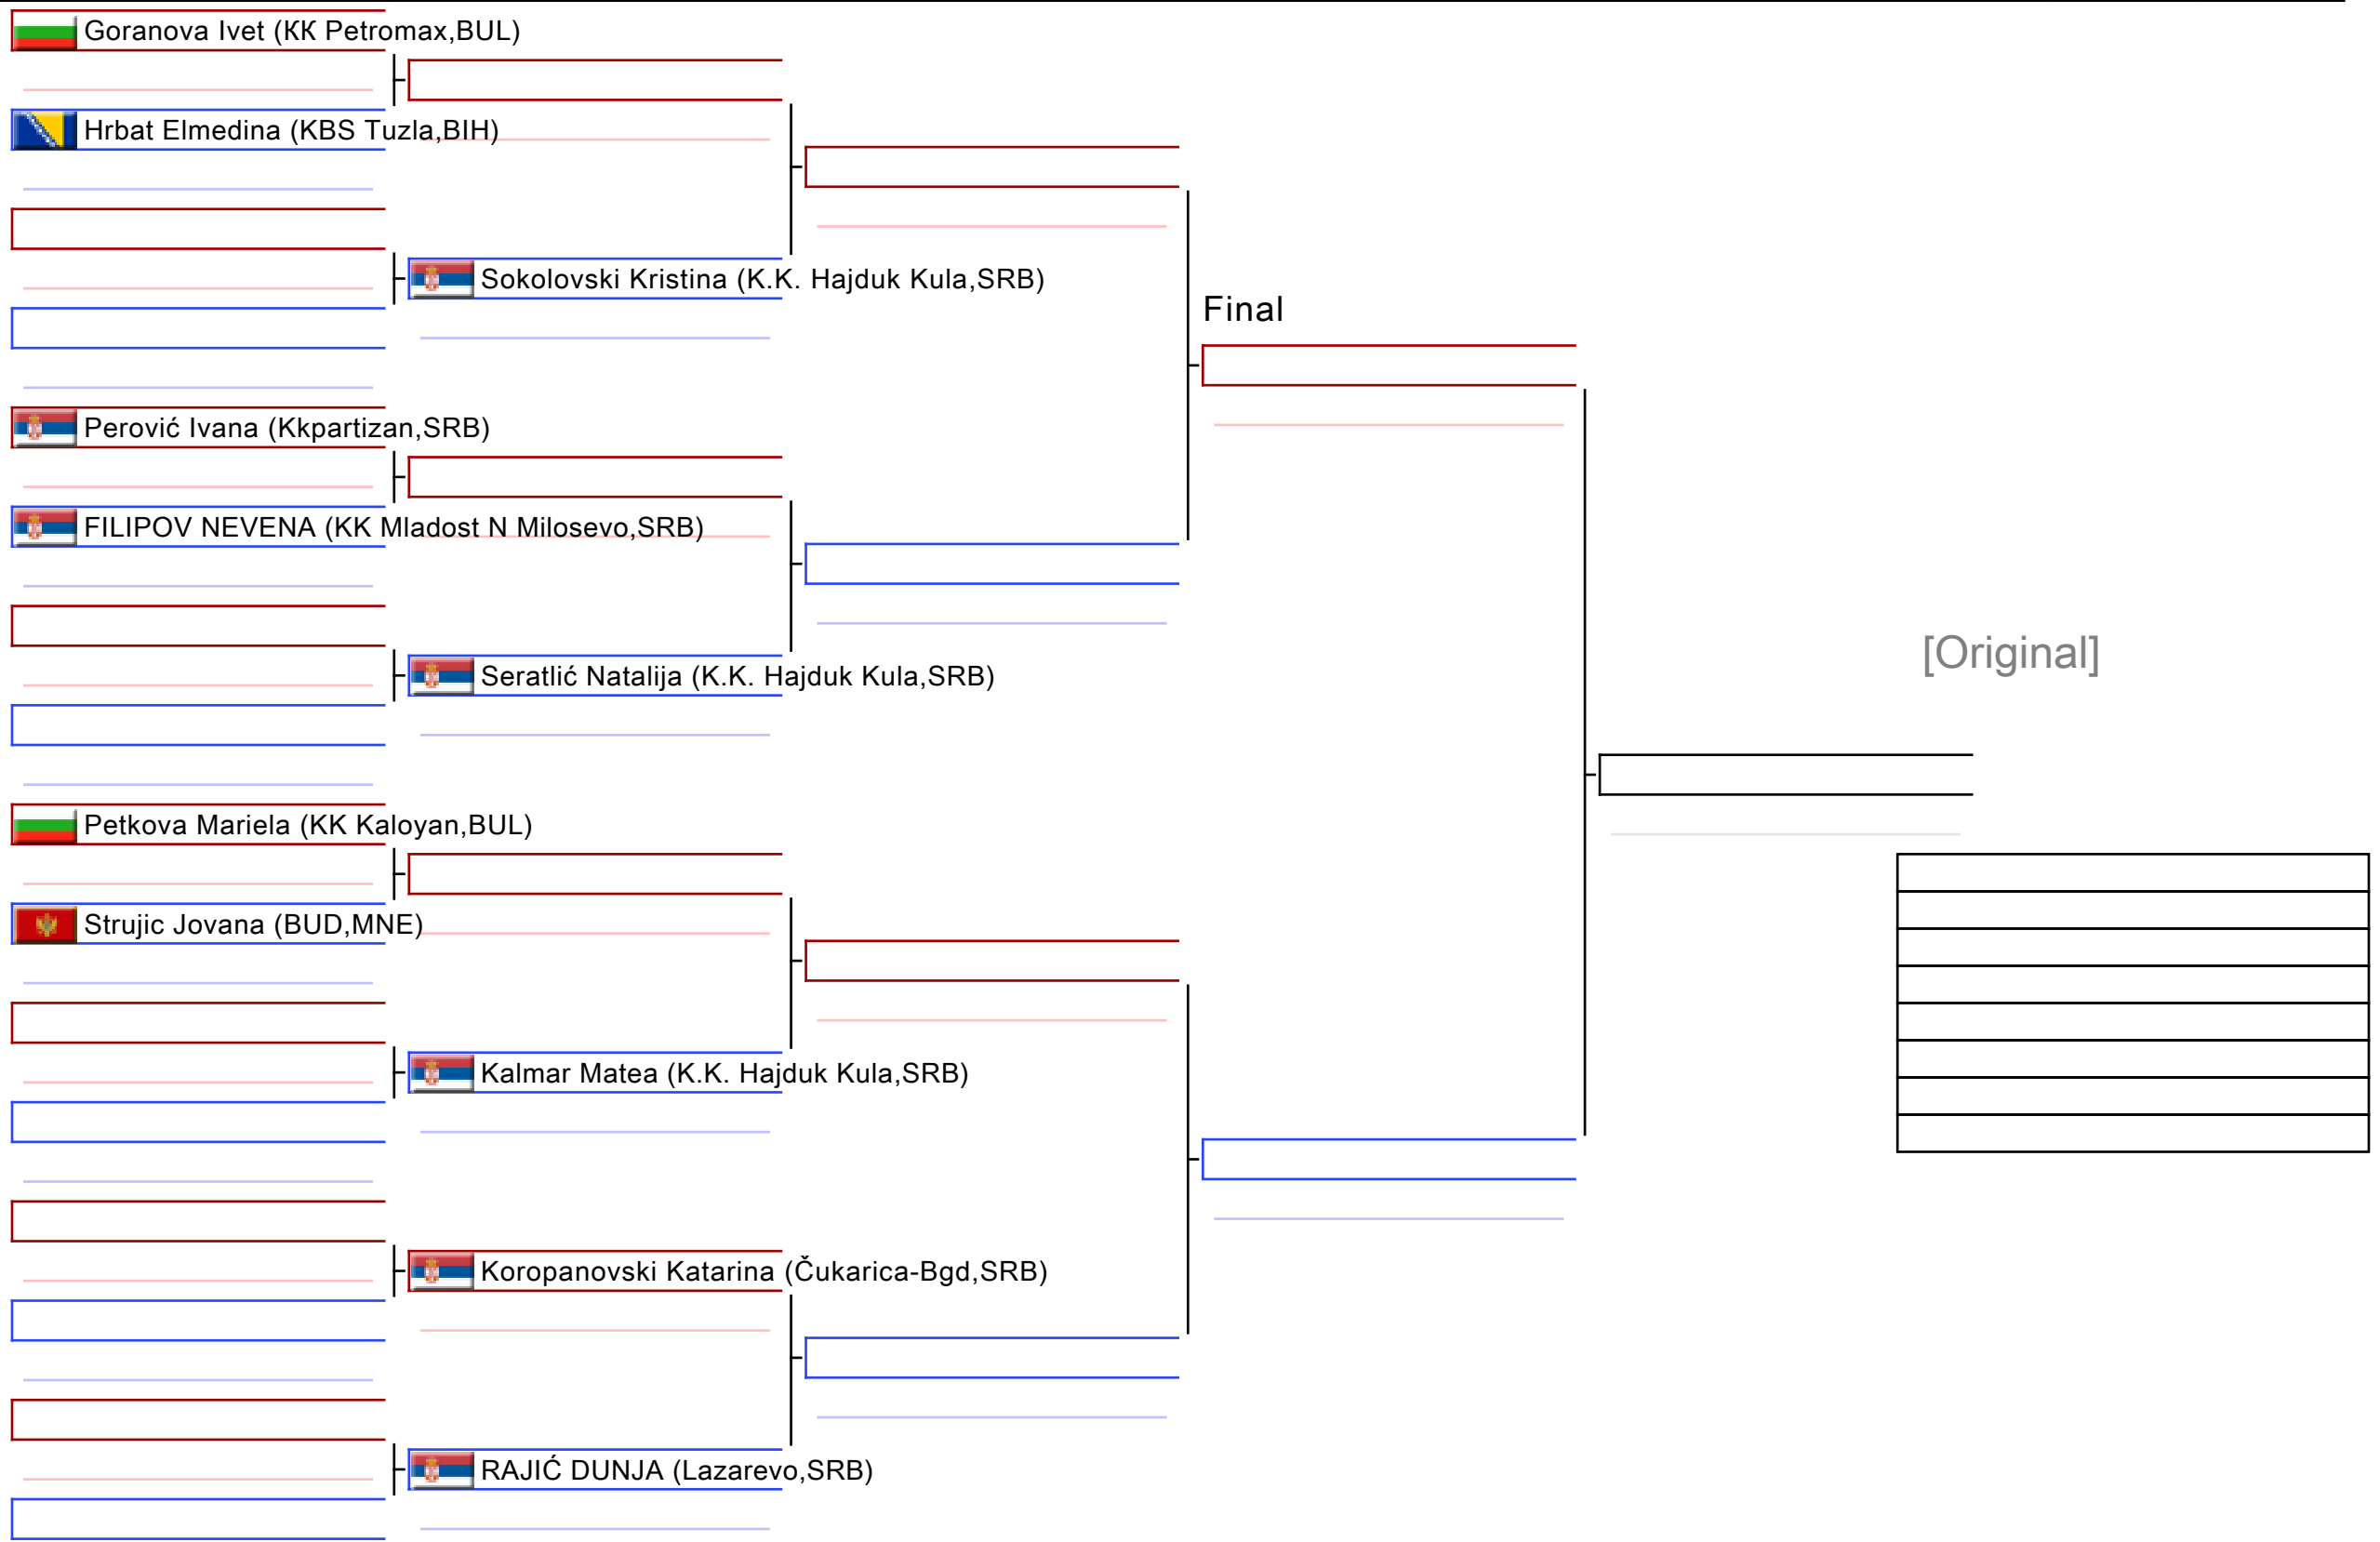 Goranova Ivet (КК Petromax,BUL)
Hrbat Elmedina (KBS Tuzla,BIH)
Sokolovski Kristina (K.K. Hajduk Kula,SRB)
Final
Perović Ivana (Kkpartizan,SRB)
FILIPOV NEVENA (KK Mladost N Milosevo,SRB)
[Original]
Seratlić Natalija (K.K. Hajduk Kula,SRB)
Petkova Mariela (KK Kaloyan,BUL)
Strujic Jovana (BUD,MNE)
Kalmar Matea (K.K. Hajduk Kula,SRB)
Koropanovski Katarina (Čukarica-Bgd,SRB)
RAJIĆ DUNJA (Lazarevo,SRB)